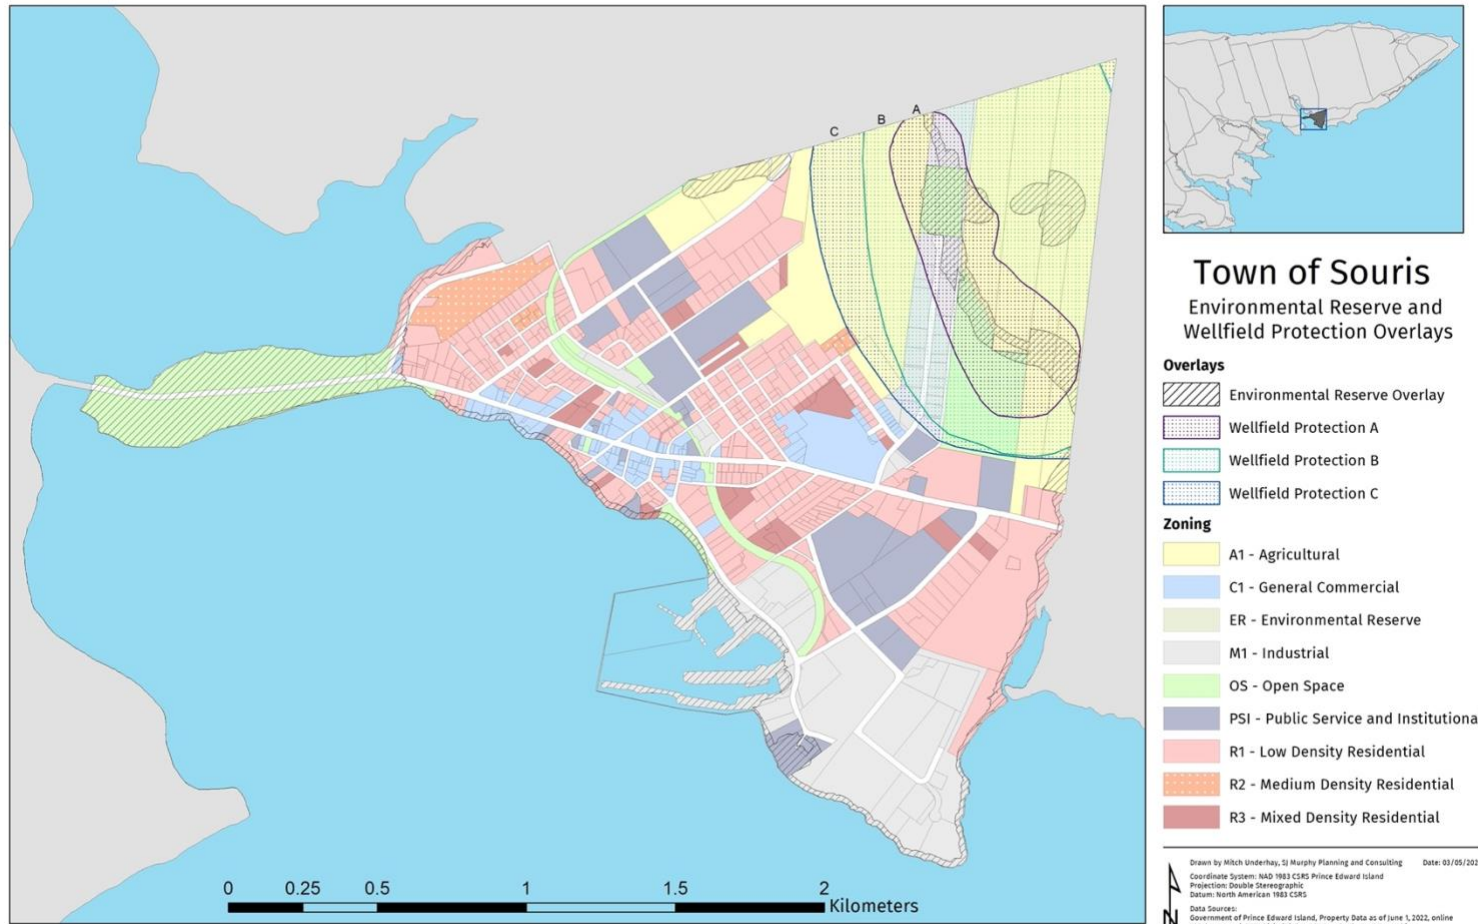 C
B
A
0
0.25
0.5
1
1.5
2
Kilometers
Town of Souris
Environmental Reserve and
Wellfield Protection Overlays
Overlays
Environmental Reserve Overlay
Wellfield Protection A
Wellfield Protection B
Wellfield Protection C
Zoning
A1 - Agricultural
C1 - General Commercial
ER - Environmental Reserve
M1 - Industrial
OS - Open Space
PSI - Public Service and Institutiona
R1 - Low Density Residential
R2 - Medium Density Residential
R3 - Mixed Density Residential
Drawn by Mitch Underhay, SJ Murphy Planning and Consulting Date: 03/05/202
Coordinate System: NAD 1983 CSRS Prince Edward Island
Projection: Double Stereographic
Datum: North American 1983 CSRS
N
Data Sources:
Government of Prince Edward Island, Property Data as of June 1, 2022, online